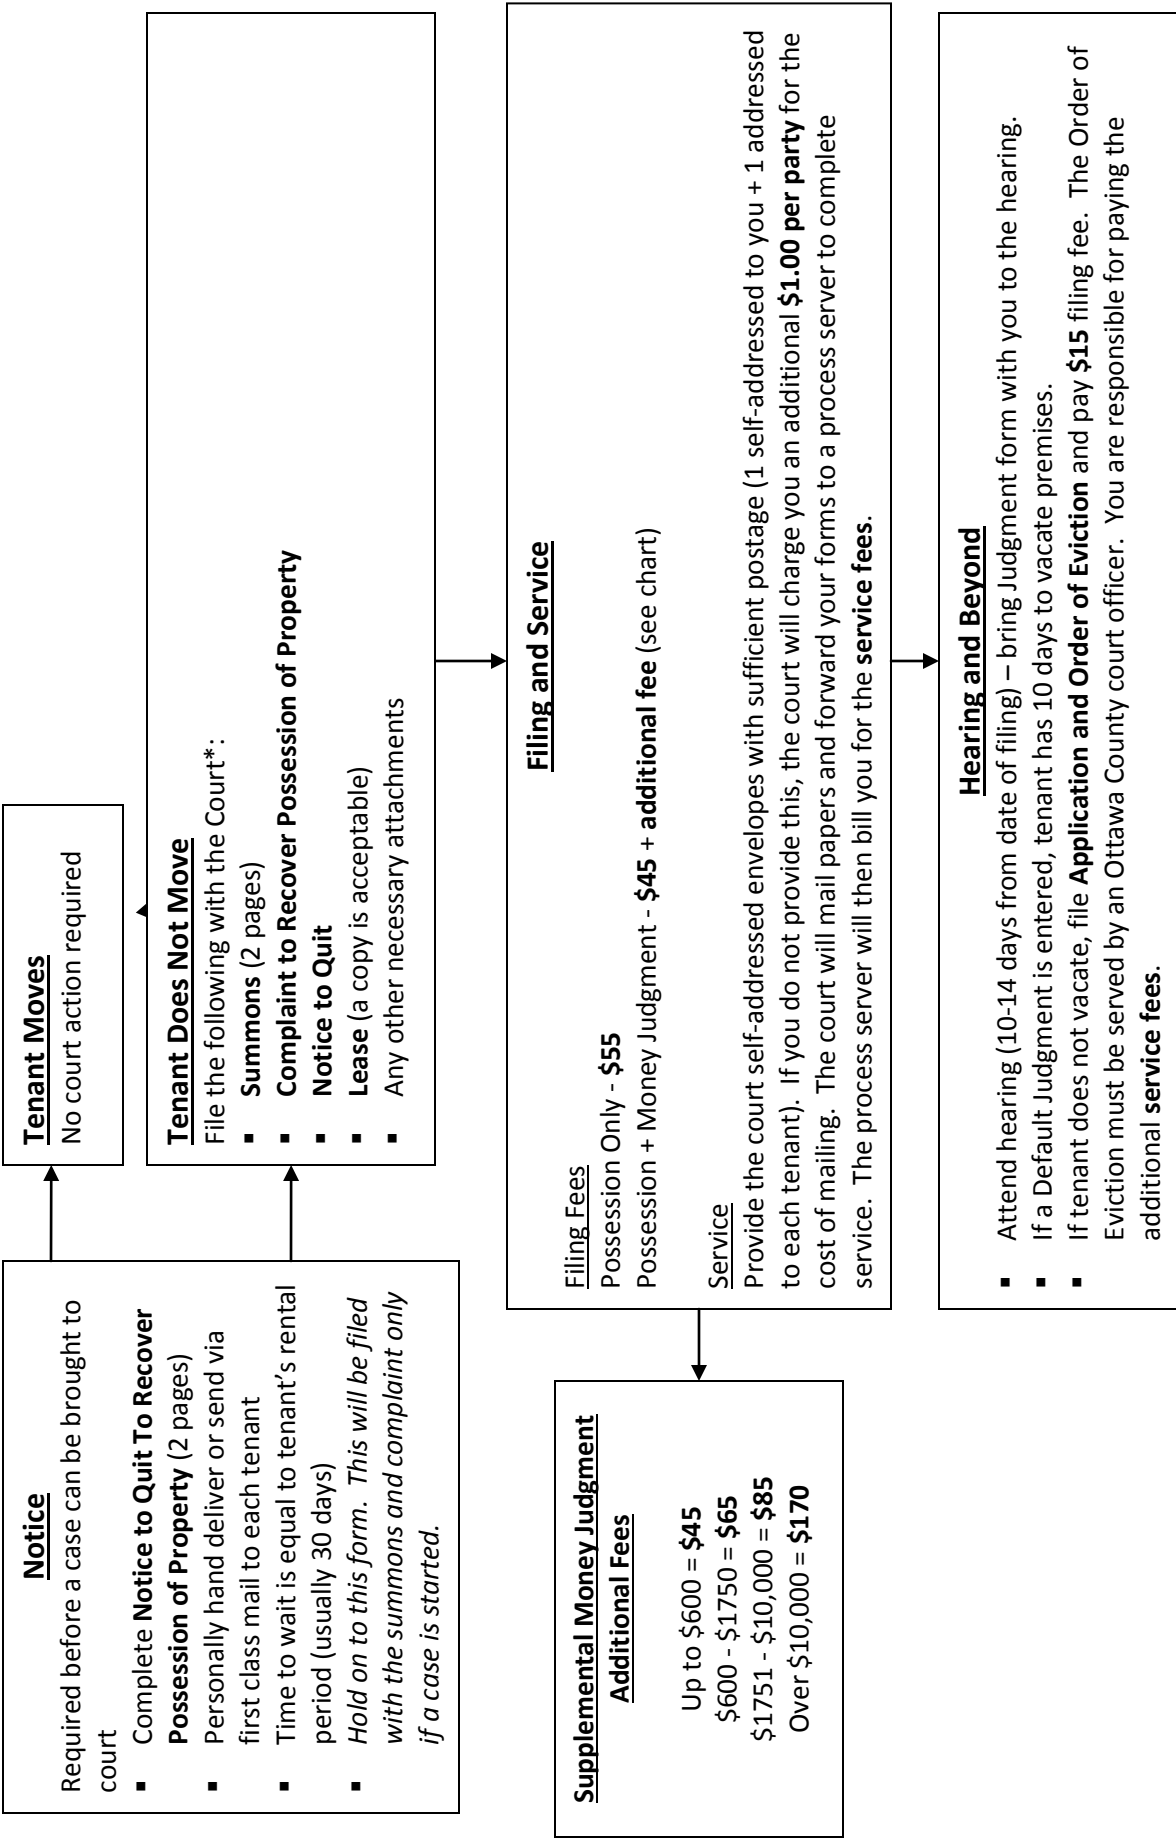 Notice
Required before a case can be brought to
court
▪ Complete Notice to Quit To Recover
Possession of Property (2 pages)
▪ Personally hand deliver or send via
first class mail to each tenant
▪ Time to wait is equal to tenant’s rental
period (usually 30 days)
▪ Hold on to this form.  This will be filed
with the summons and complaint only
if a case is started.
Tenant Moves
No court action required
Tenant Does Not Move
File the following with the Court*:
▪ Summons (2 pages)
▪ Complaint to Recover Possession of Property
▪ Notice to Quit
▪ Lease (a copy is acceptable)
▪ Any other necessary attachments
Filing and Service
Filing Fees
Possession Only - $55
Possession + Money Judgment - $45 + additional fee (see chart)
Service
Provide the court self-addressed envelopes with sufficient postage (1 self-addressed to you + 1 addressed
to each tenant).  If you do not provide this, the court will charge you an additional $1.00 per party for the
cost of mailing.  The court will mail papers and forward your forms to a process server to complete
service.  The process server will then bill you for the service fees.
Supplemental Money Judgment
Additional Fees
Up to $600 = $45
$600 - $1750 = $65
$1751 - $10,000 = $85
Over $10,000 = $170
Hearing and Beyond
▪ Attend hearing (10-14 days from date of filing) – bring Judgment form with you to the hearing.
▪ If a Default Judgment is entered, tenant has 10 days to vacate premises.
▪ If tenant does not vacate, file Application and Order of Eviction and pay $15 filing fee.  The Order of
Eviction must be served by an Ottawa County court officer.  You are responsible for paying the
additional service fees.